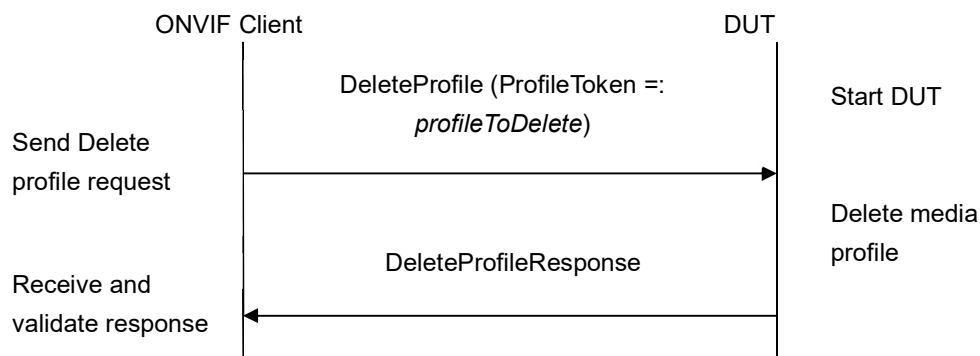 ONVIF Client
DUT
DeleteProfile (ProfileToken =:
profileToDelete)
Start DUT
Send Delete
profile request
Delete media
profile
DeleteProfileResponse
Receive and
validate response